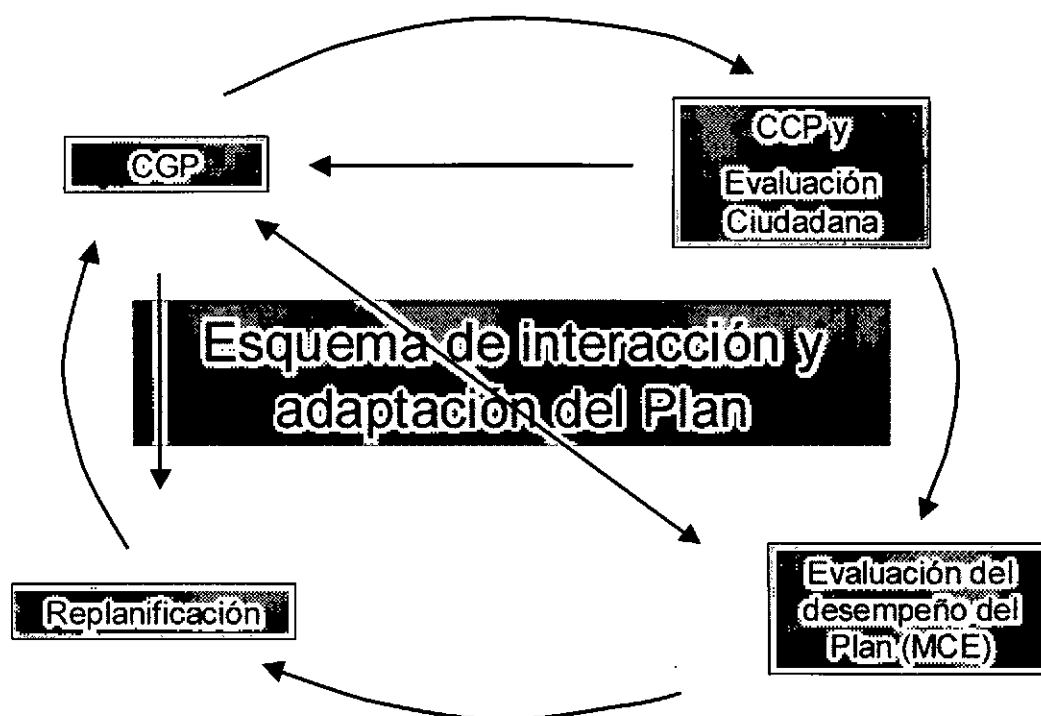 CGP
CCP y
Evaluación
Ciudadana
Esquema de interacción y
adaptación del Plan
Replanificación
Evaluación del
desempeño del
Plan (MCE)